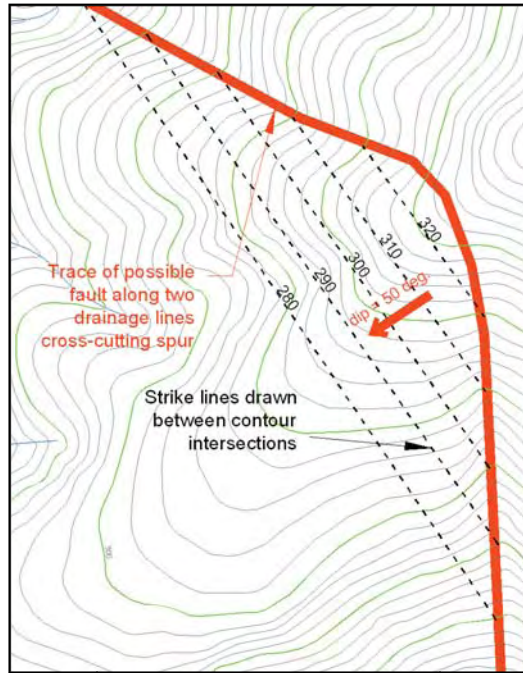 320
310
300
290
280
dip = 50 deg.
Trace of possible
fault along two
drainage lines
cross-cutting spur
Strike lines drawn
between contour
intersections